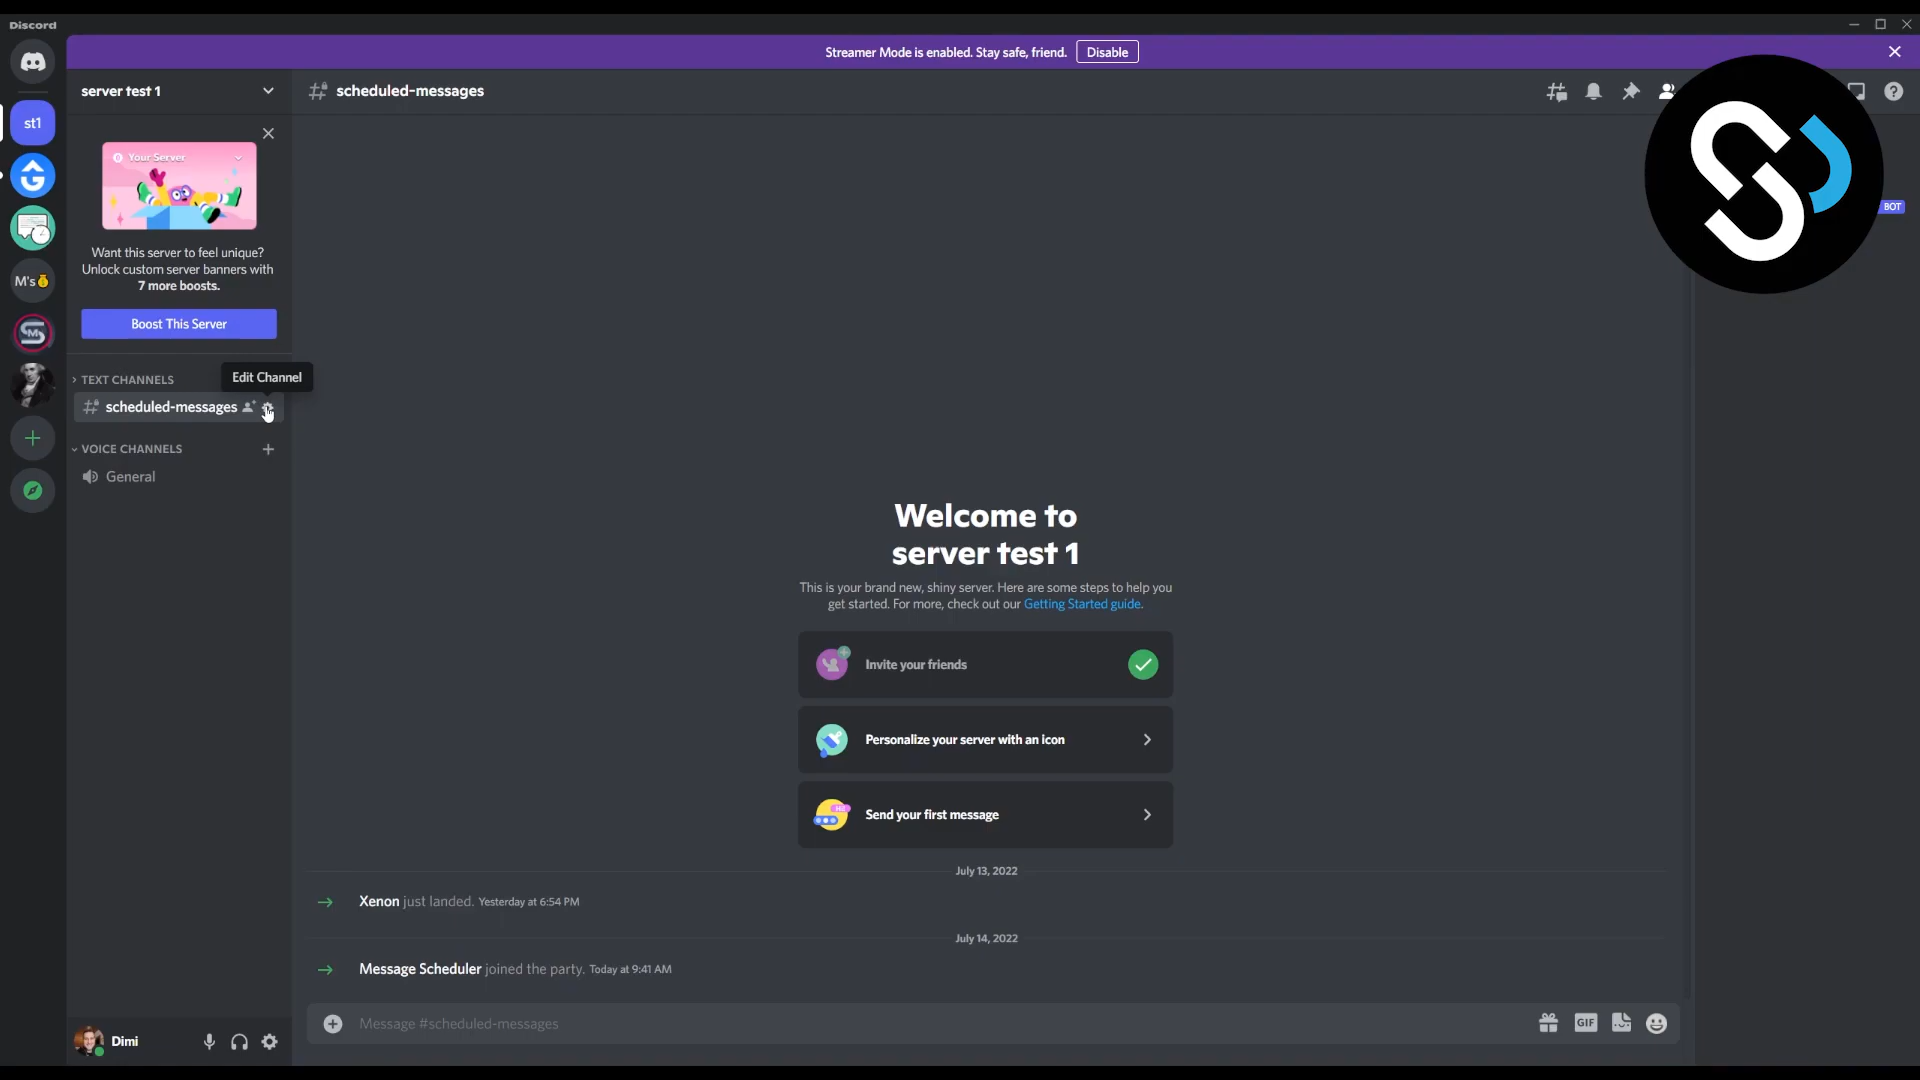 Discord
Streamer Mode is enabled. Stay safe, friend.
Disable
server test 1
scheduled-messages
st1
Your Server
Want this server to feel unique?
Unlock custom server banners with
7 more boosts.
Boost This Server
M's💰
BOT
Edit Channel
TEXT CHANNELS
scheduled-messages
VOICE CHANNELS
General
Welcome to
server test 1
This is your brand new, shiny server. Here are some steps to help you
get started. For more, check out our Getting Started guide.
Invite your friends
Personalize your server with an icon
Send your first message
July 13, 2022
Xenon just landed. Yesterday at 6:54 PM
July 14, 2022
Message Scheduler joined the party. Today at 9:41 AM
Message #scheduled-messages
GIF
Dimi